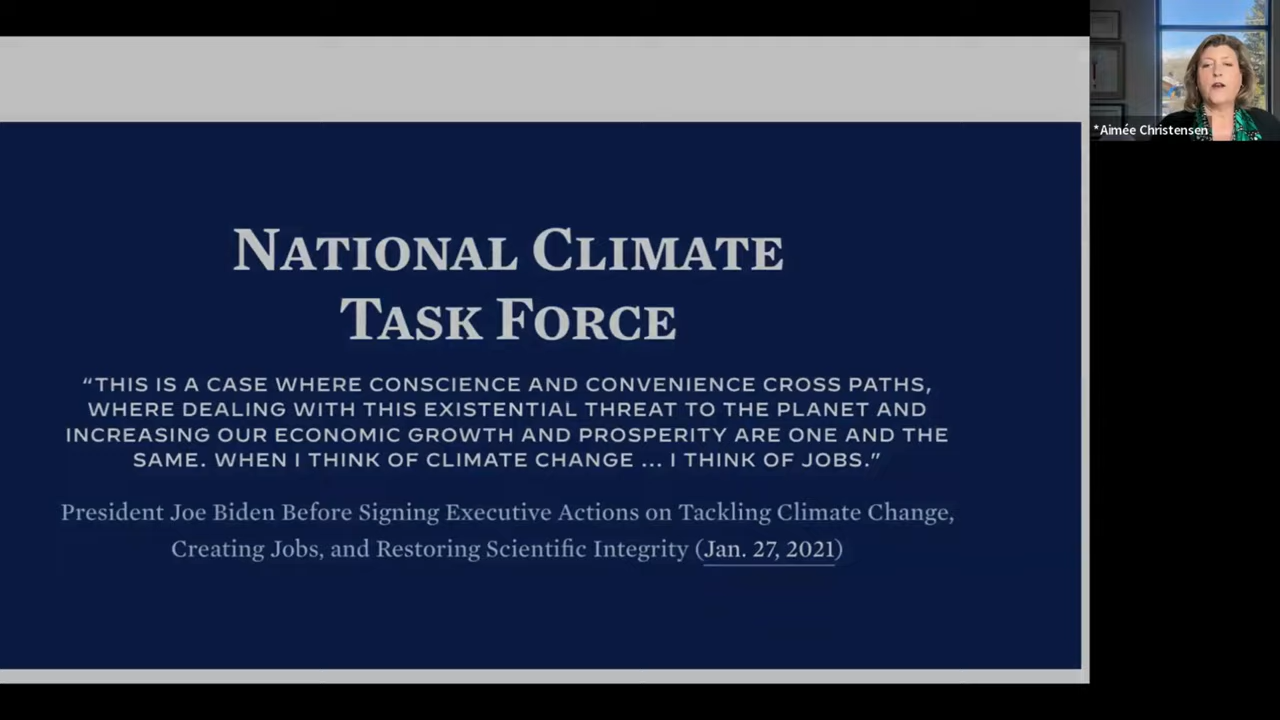 NATIONAL CLIMATE
TASK FORCE
“THIS IS A CASE WHERE CONSCIENCE AND CONVENIENCE CROSS PATHS,
WHERE DEALING WITH THIS EXISTENTIAL THREAT TO THE PLANET AND
INCREASING OUR ECONOMIC GROWTH AND PROSPERITY ARE ONE AND THE
SAME. WHEN I THINK OF CLIMATE CHANGE ... I THINK OF JOBS.”
President Joe Biden Before Signing Executive Actions on Tackling Climate Change,
Creating Jobs, and Restoring Scientific Integrity (Jan. 27, 2021)
*Aimée Christensen